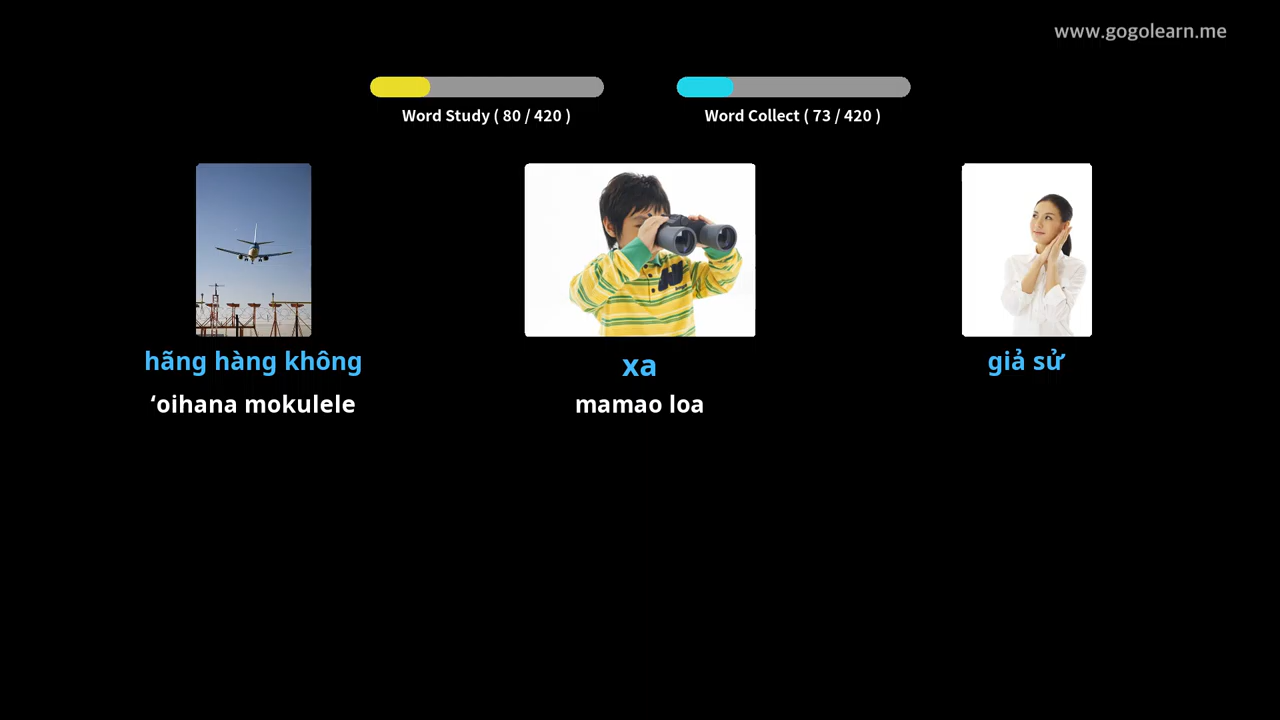 www.gogolearn.me
Word Study ( 80 / 420 )
Word Collect ( 73 / 420 )
hãng hàng không
xa
giả sử
ʻoihana mokulele
mamao loa